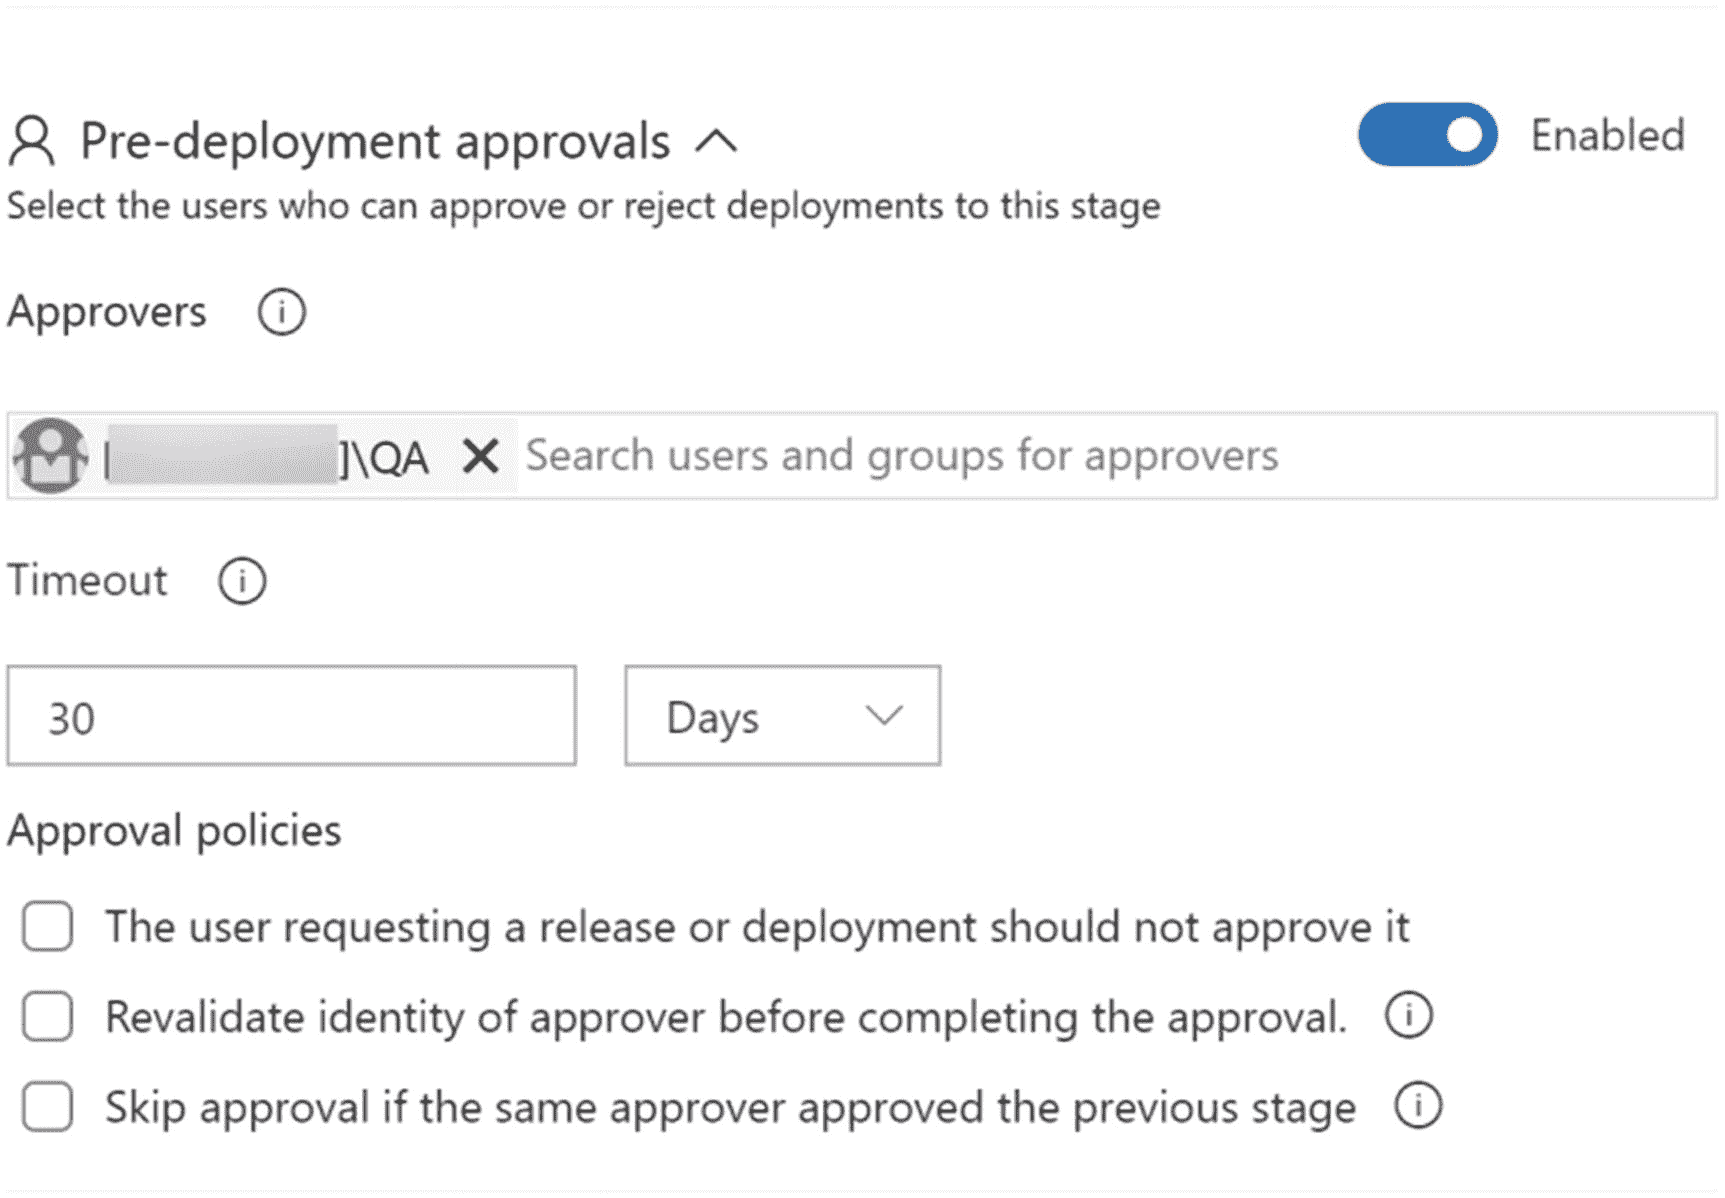 Pre-deployment approvals
Enabled
Select the users who can approve or reject deployments to this stage
Approvers
]\QA Search users and groups for approvers
Timeout
30 Days
Approval policies
The user requesting a release or deployment should not approve it
Revalidate identity of approver before completing the approval.
Skip approval if the same approver approved the previous stage